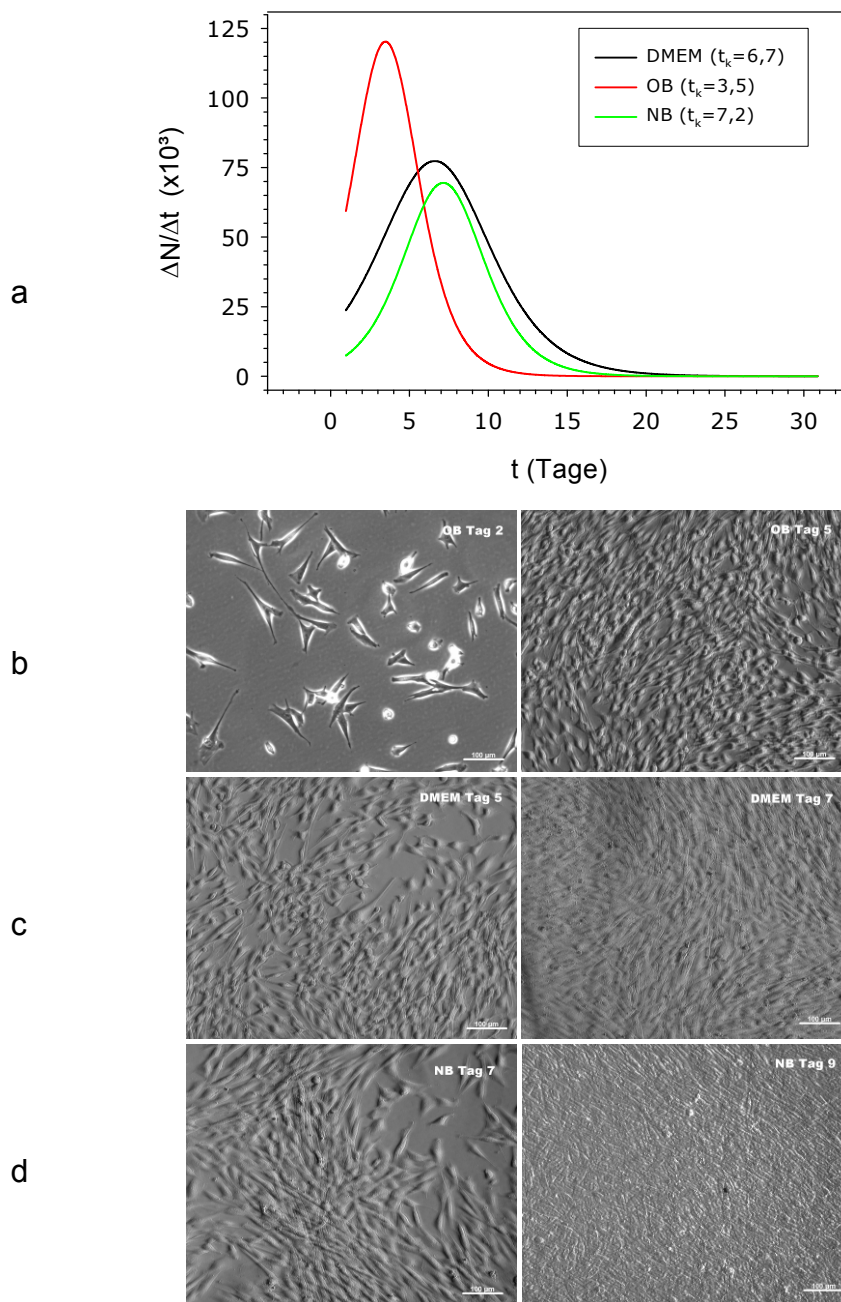 125
100
75
50
25
0
ΔN/Δt (x10³)
DMEM (tk=6,7)
OB (tk=3,5)
NB (tk=7,2)
0 5 10 15 20 25 30
t (Tage)
a
b
OB Tag 2
100 µm
OB Tag 5
100 µm
c
DMEM Tag 5
100 µm
DMEM Tag 7
100 µm
d
NB Tag 7
100 µm
NB Tag 9
100 µm